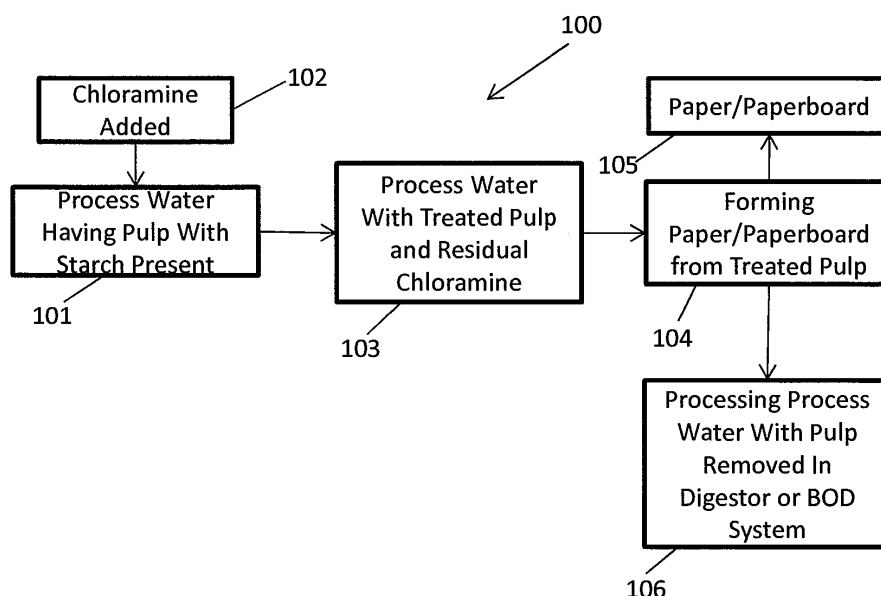 100
102
Chloramine
Added
Process Water
Having Pulp With
Starch Present
101
Process Water
With Treated Pulp
and Residual
Chloramine
103
Paper/Paperboard
105
Forming
Paper/Paperboard
from Treated Pulp
104
Processing Process
Water With Pulp
Removed In
Digestor or BOD
System
106